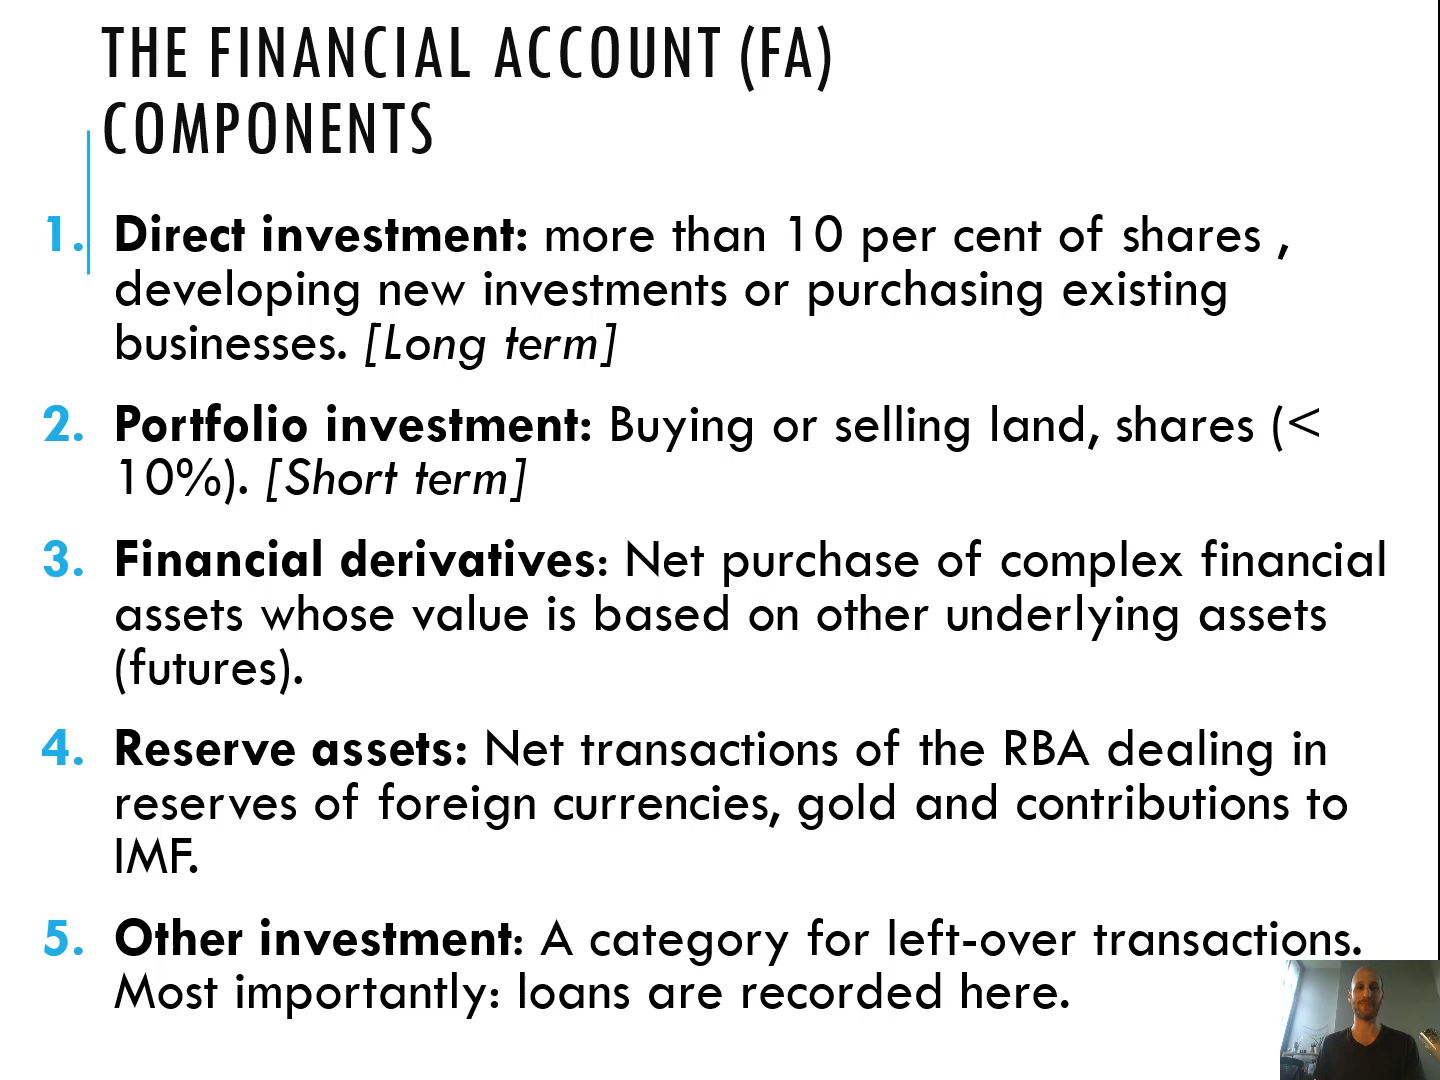 THE FINANCIAL ACCOUNT (FA)
COMPONENTS
1. Direct investment: more than 10 per cent of shares ,
developing new investments or purchasing existing
businesses. [Long term]
2. Portfolio investment: Buying or selling land, shares (<
10%). [Short term]
3. Financial derivatives: Net purchase of complex financial
assets whose value is based on other underlying assets
(futures).
4. Reserve assets: Net transactions of the RBA dealing in
reserves of foreign currencies, gold and contributions to
IMF.
5. Other investment: A category for left-over transactions.
Most importantly: loans are recorded here.